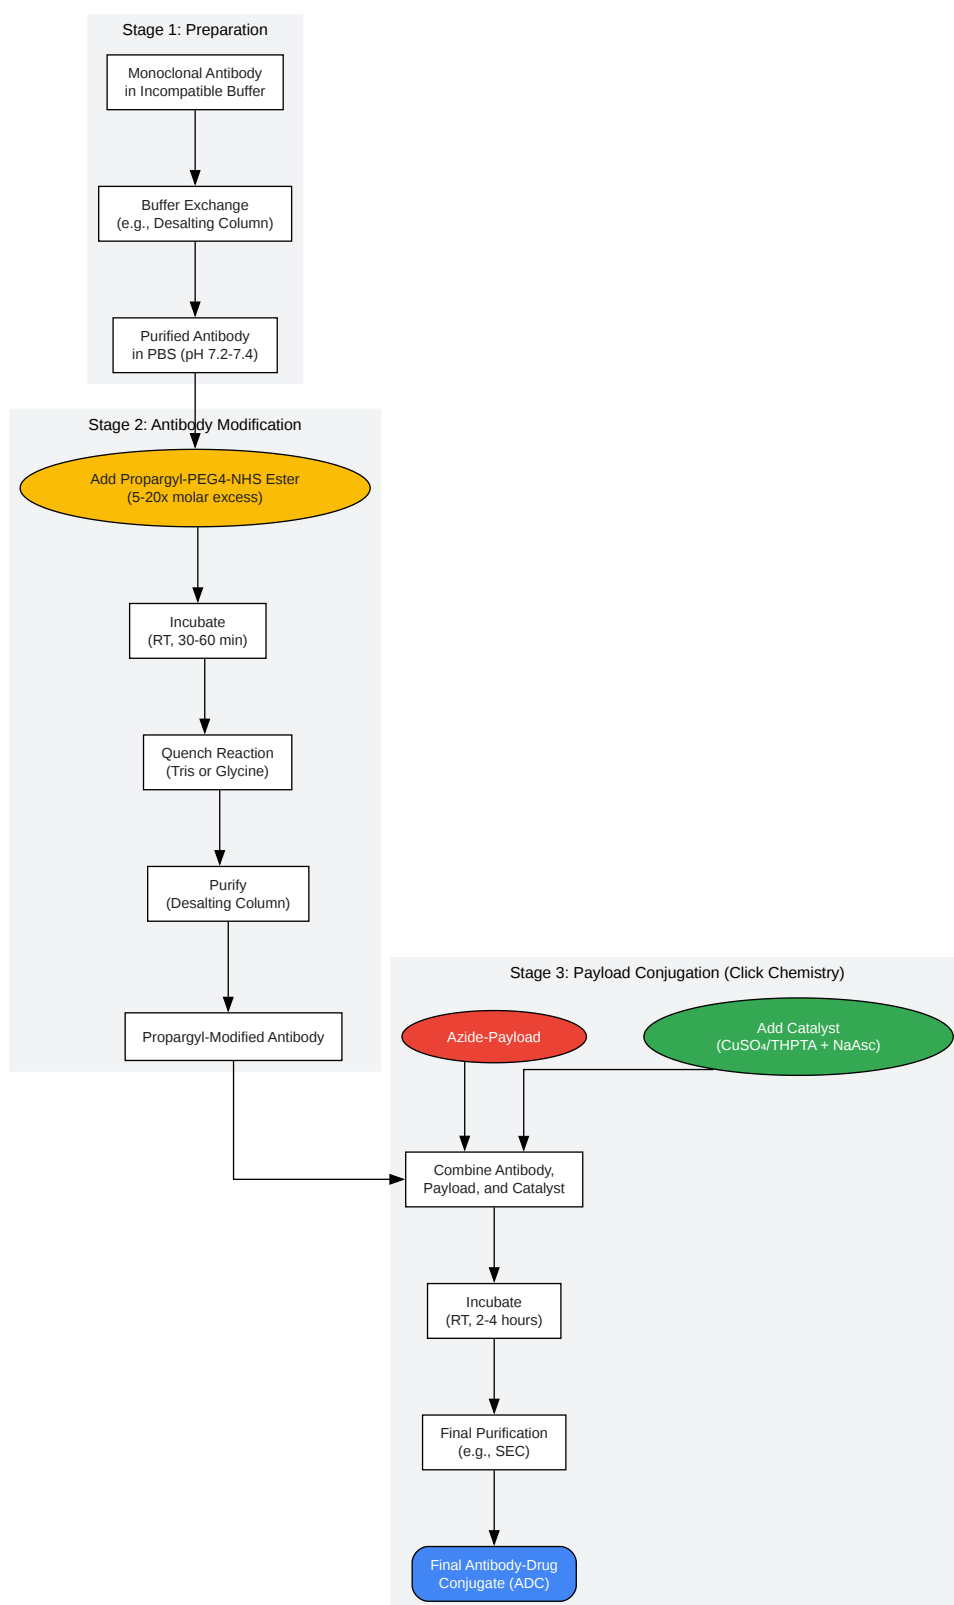 Stage 1: Preparation
Monoclonal Antibody
in Incompatible Buffer
Buffer Exchange
(e.g., Desalting Column)
Purified Antibody
in PBS (pH 7.2-7.4)
Stage 2: Antibody Modification
Add Propargyl-PEG4-NHS Ester
(5-20x molar excess)
Incubate
(RT, 30-60 min)
Quench Reaction
(Tris or Glycine)
Purify
(Desalting Column)
Propargyl-Modified Antibody
Stage 3: Payload Conjugation (Click Chemistry)
Azide-Payload
Add Catalyst
(CuSO₄/THPTA + NaAsc)
Combine Antibody,
Payload, and Catalyst
Incubate
(RT, 2-4 hours)
Final Purification
(e.g., SEC)
Final Antibody-Drug
Conjugate (ADC)